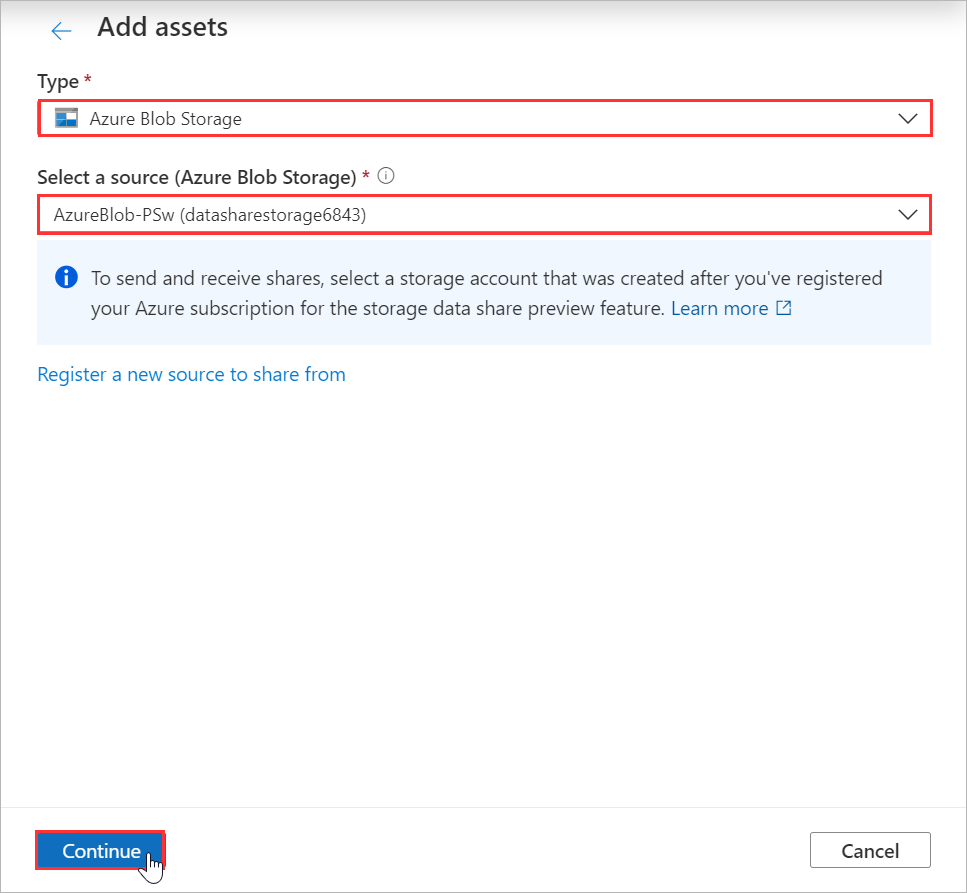 Add assets
Type *
Azure Blob Storage
Select a source (Azure Blob Storage) *
AzureBlob-PSw (datasharestorage6843)
To send and receive shares, select a storage account that was created after you've registered
your Azure subscription for the storage data share preview feature. Learn more
Register a new source to share from
Continue
Cancel